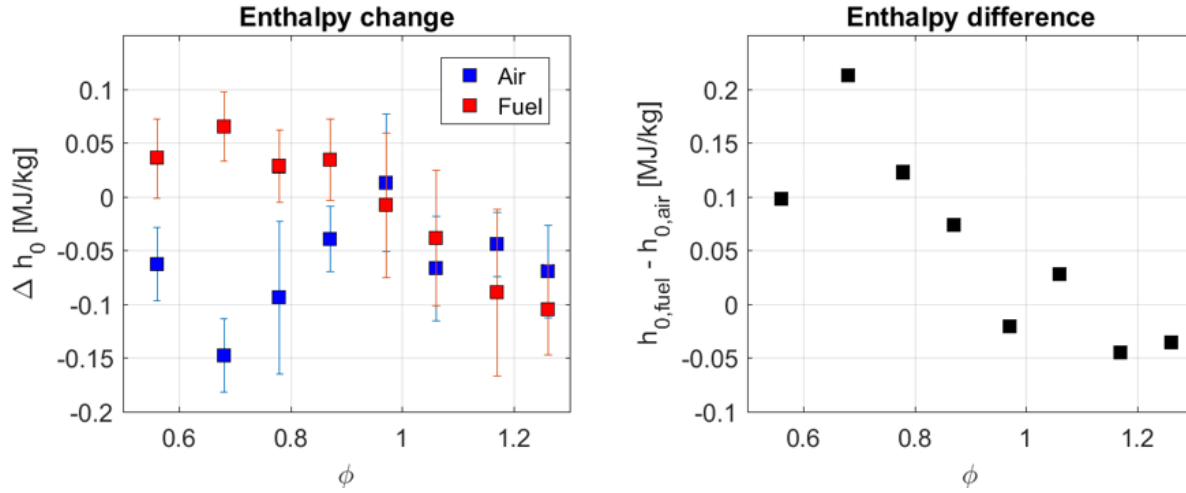 Enthalpy change
Δ h0 [MJ/kg]
0.1
0.05
0
-0.05
-0.1
-0.15
-0.2
0.6
0.8
1
1.2
ϕ
Air
Fuel
Enthalpy difference
h0,fuel - h0,air [MJ/kg]
0.2
0.15
0.1
0.05
0
-0.05
-0.1
0.6
0.8
1
1.2
ϕ